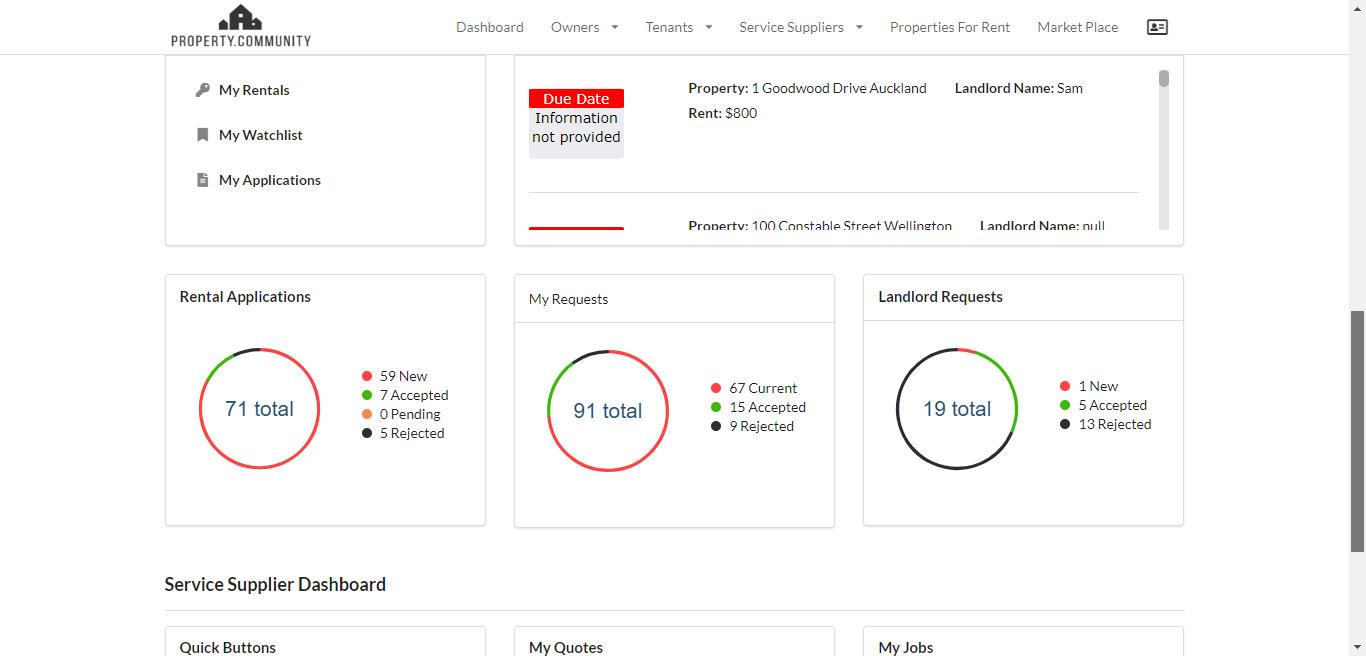 PROPERTY.COMMUNITY
Dashboard Owners Tenants Service Suppliers Properties For Rent Market Place
My Rentals
My Watchlist
My Applications
Due Date
Information
not provided
Property: 1 Goodwood Drive Auckland Landlord Name: Sam
Rent: $800
Property: 100 Constable Street Wellington Landlord Name: null
Rental Applications
71 total
59 New
7 Accepted
0 Pending
5 Rejected
My Requests
91 total
67 Current
15 Accepted
9 Rejected
Landlord Requests
19 total
1 New
5 Accepted
13 Rejected
Service Supplier Dashboard
Quick Buttons
My Quotes
My Jobs